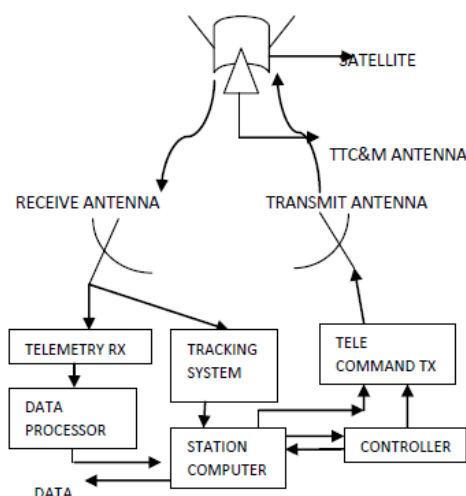 SATELLITE
TTC&M ANTENNA
RECEIVE ANTENNA
TRANSMIT ANTENNA
TELEMETRY RX
TRACKING
SYSTEM
TELE
COMMAND TX
DATA
PROCESSOR
STATION
COMPUTER
CONTROLLER
DATA